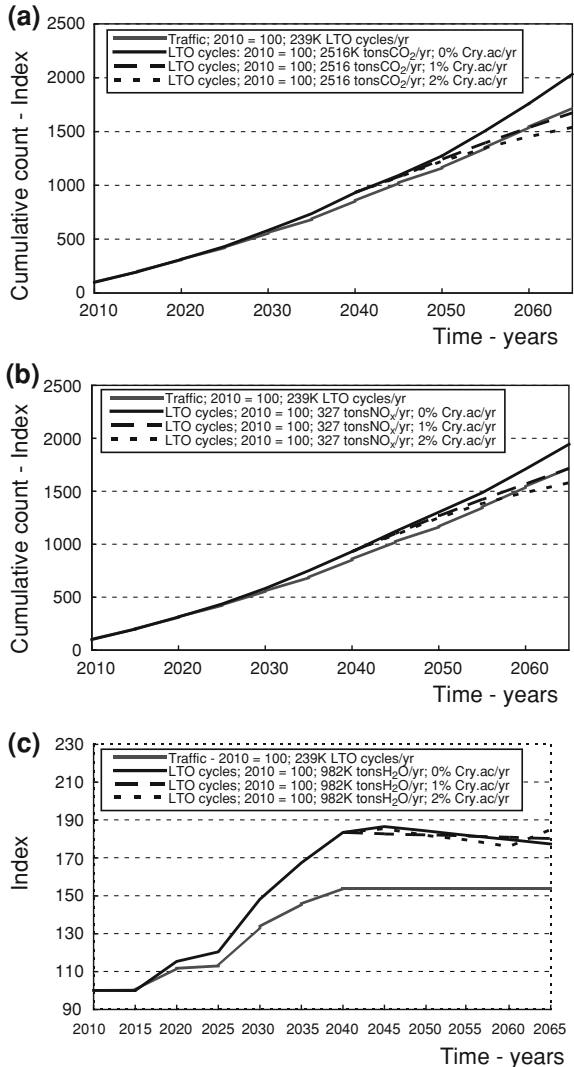 (a)
Traffic; 2010 = 100; 239K LTO cycles/yr
LTO cycles: 2010 = 100; 2516K tonsCO₂/yr; 0% Cry.ac/yr
LTO cycles: 2010 = 100; 2516 tonsCO₂/yr; 1% Cry.ac/yr
LTO cycles: 2010 = 100; 2516 tonsCO₂/yr; 2% Cry.ac/yr
Cumulative count - Index
2500
2000
1500
1000
500
0
2010 2020 2030 2040 2050 2060
Time - years
(b)
Traffic; 2010 = 100; 239K LTO cycles/yr
LTO cycles; 2010 = 100; 327 tonsNOₓ/yr; 0% Cry.ac/yr
LTO cycles; 2010 = 100; 327 tonsNOₓ/yr; 1% Cry.ac/yr
LTO cycles; 2010 = 100; 327 tonsNOₓ/yr; 2% Cry.ac/yr
Cumulative count - Index
2500
2000
1500
1000
500
0
2010 2020 2030 2040 2050 2060
Time - years
(c)
Traffic - 2010 = 100; 239K LTO cycles/yr
LTO cycles; 2010 = 100; 982K tonsH₂O/yr; 0% Cry.ac/yr
LTO cycles; 2010 = 100; 982K tonsH₂O/yr; 1% Cry.ac/yr
LTO cycles; 2010 = 100; 982K tonsH₂O/yr; 2% Cry.ac/yr
Index
230
210
190
170
150
130
110
90
2010 2015 2020 2025 2030 2035 2040 2045 2050 2055 2060 2065
Time - years